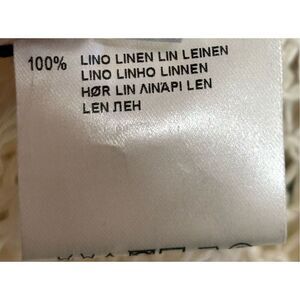 100% LINO LINEN LIN LEINEN
LINO LINHO LINNEN
HØR LIN ΛΙΝΑΡΙ LEN
LEN ЛЕН